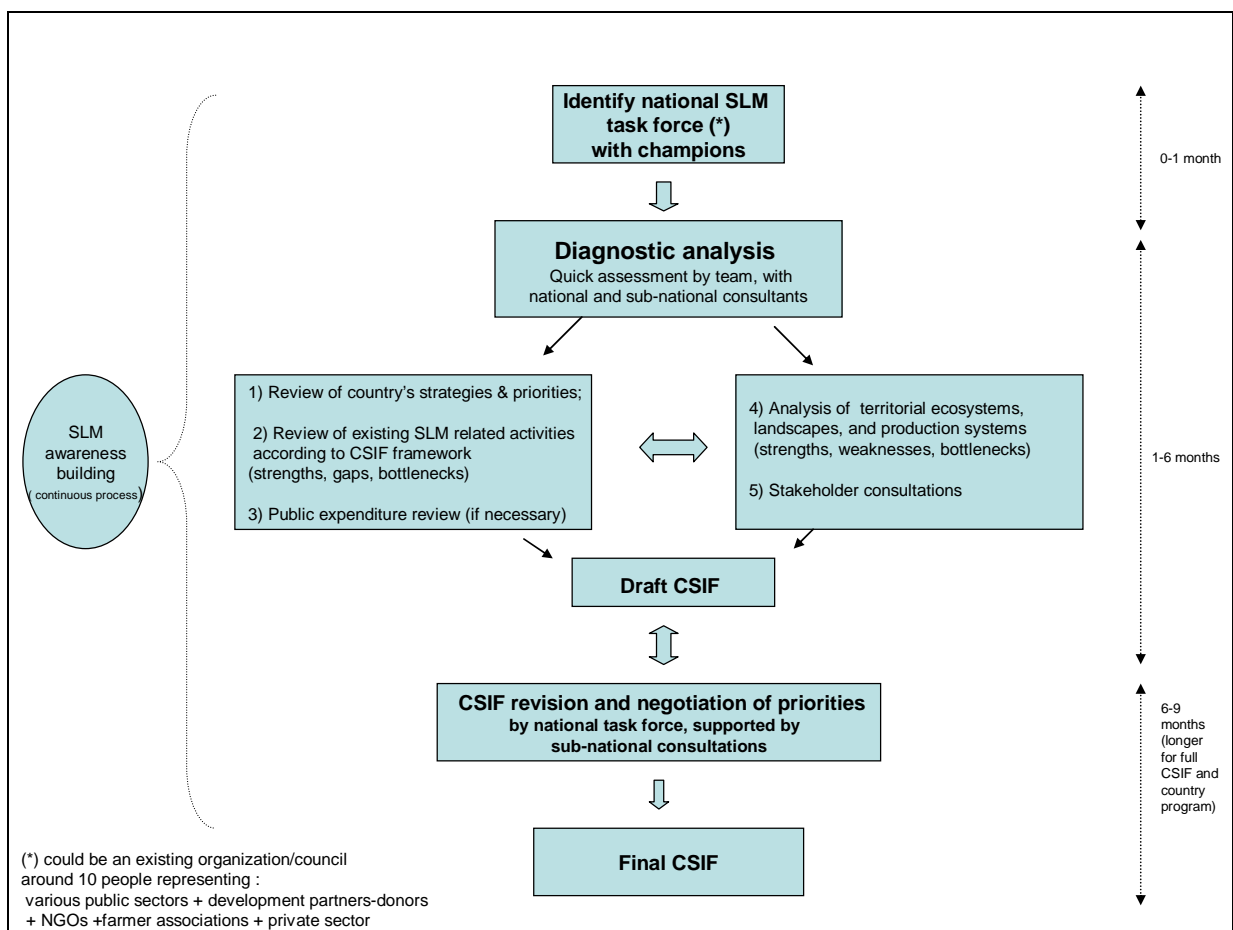 Identify national SLM
task force (*)
with champions
0-1 month
Diagnostic analysis
Quick assessment by team, with
national and sub-national consultants
1) Review of country's strategies & priorities;
2) Review of existing SLM related activities
according to CSIF framework
(strengths, gaps, bottlenecks)
3) Public expenditure review (if necessary)
4) Analysis of territorial ecosystems,
landscapes, and production systems
(strengths, weaknesses, bottlenecks)
5) Stakeholder consultations
SLM
awareness
building
( continuous process)
1-6 months
Draft CSIF
CSIF revision and negotiation of priorities
by national task force, supported by
sub-national consultations
6-9
months
(longer
for full
CSIF and
country
program)
Final CSIF
(*) could be an existing organization/council
around 10 people representing :
various public sectors + development partners-donors
+ NGOs +farmer associations + private sector